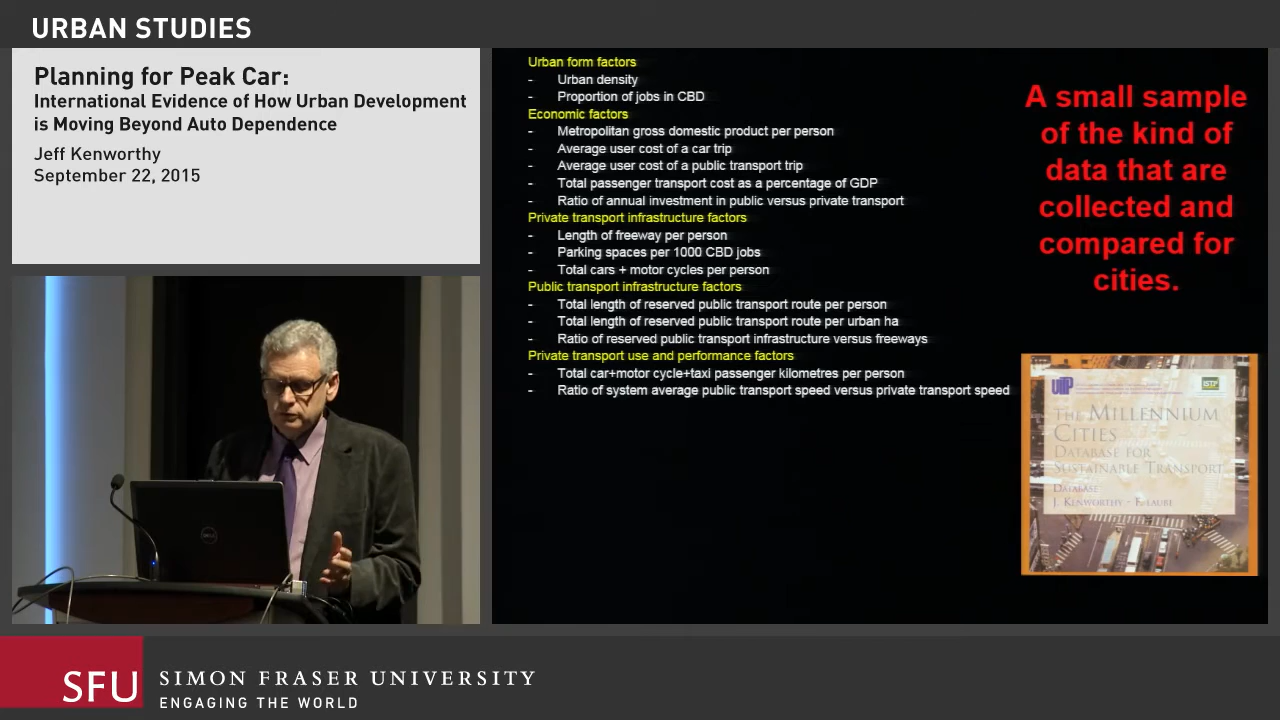 URBAN STUDIES
Planning for Peak Car:
International Evidence of How Urban Development
is Moving Beyond Auto Dependence
Jeff Kenworthy
September 22, 2015
Urban form factors
- Urban density
- Proportion of jobs in CBD
Economic factors
- Metropolitan gross domestic product per person
- Average user cost of a car trip
- Average user cost of a public transport trip
- Total passenger transport cost as a percentage of GDP
- Ratio of annual investment in public versus private transport
Private transport infrastructure factors
- Length of freeway per person
- Parking spaces per 1000 CBD jobs
- Total cars + motor cycles per person
Public transport infrastructure factors
- Total length of reserved public transport route per person
- Total length of reserved public transport route per urban ha
- Ratio of reserved public transport infrastructure versus freeways
Private transport use and performance factors
- Total car+motor cycle+taxi passenger kilometres per person
- Ratio of system average public transport speed versus private transport speed
A small sample
of the kind of
data that are
collected and
compared for
cities.
ISTP
THE MILLENNIUM
CITIES
DATABASE FOR
SUSTAINABLE TRANSPORT
DATABASE
J. KENWORTHY - F. LAUBE
DELL
SFU
SIMON FRASER UNIVERSITY
ENGAGING THE WORLD